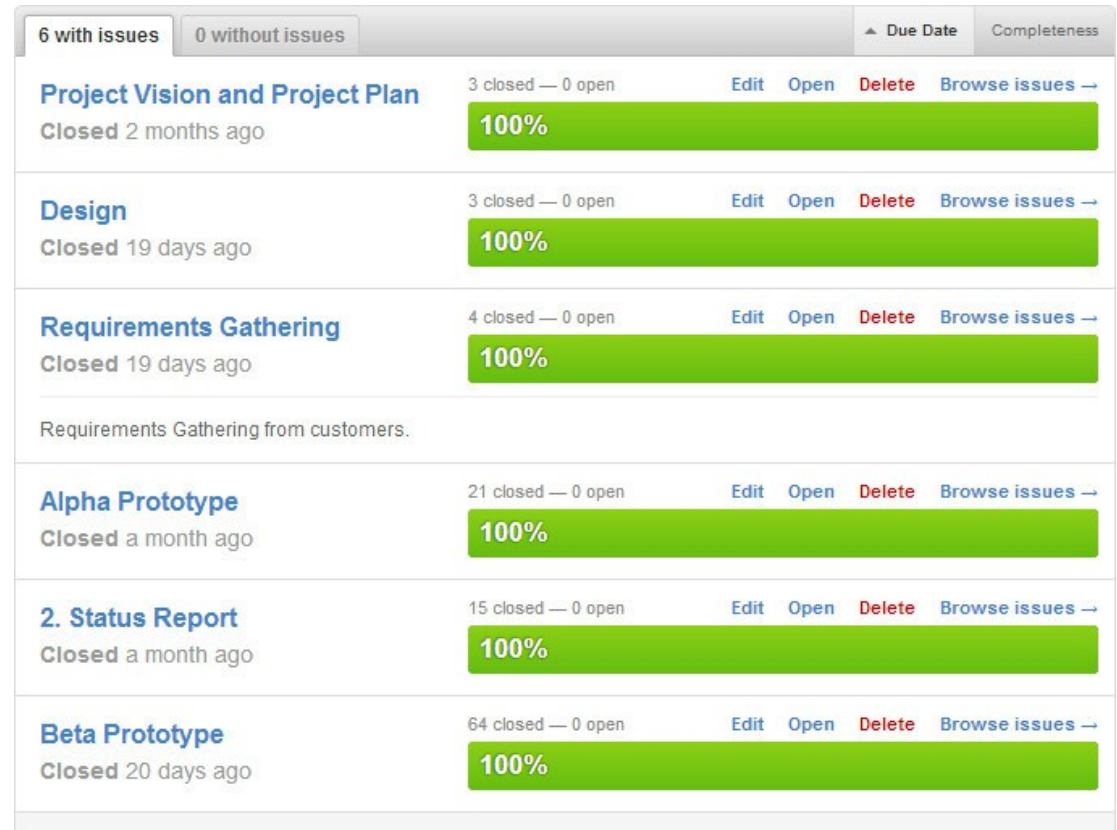 6 with issues 0 without issues ▲ Due Date Completeness
Project Vision and Project Plan 3 closed — 0 open Edit Open Delete Browse issues →
Closed 2 months ago 100%
Design 3 closed — 0 open Edit Open Delete Browse issues →
Closed 19 days ago 100%
Requirements Gathering 4 closed — 0 open Edit Open Delete Browse issues →
Closed 19 days ago 100%
Requirements Gathering from customers.
Alpha Prototype 21 closed — 0 open Edit Open Delete Browse issues →
Closed a month ago 100%
2. Status Report 15 closed — 0 open Edit Open Delete Browse issues →
Closed a month ago 100%
Beta Prototype 64 closed — 0 open Edit Open Delete Browse issues →
Closed 20 days ago 100%